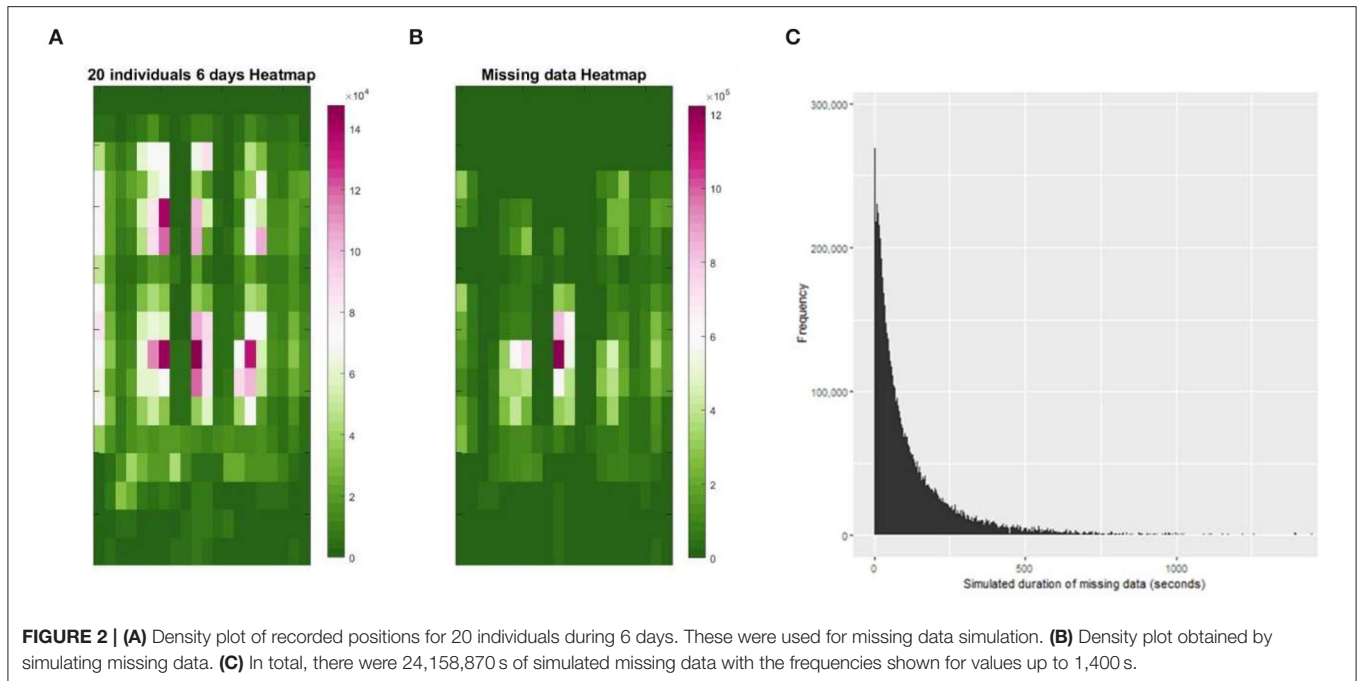 A
B
C
20 individuals 6 days Heatmap
×10⁴
14
12
10
8
6
4
2
0
Missing data Heatmap
×10⁵
12
10
8
6
4
2
0
300,000
200,000
100,000
0
Frequency
0
500
1000
Simulated duration of missing data (seconds)
FIGURE 2 | (A) Density plot of recorded positions for 20 individuals during 6 days. These were used for missing data simulation. (B) Density plot obtained by
simulating missing data. (C) In total, there were 24,158,870 s of simulated missing data with the frequencies shown for values up to 1,400 s.